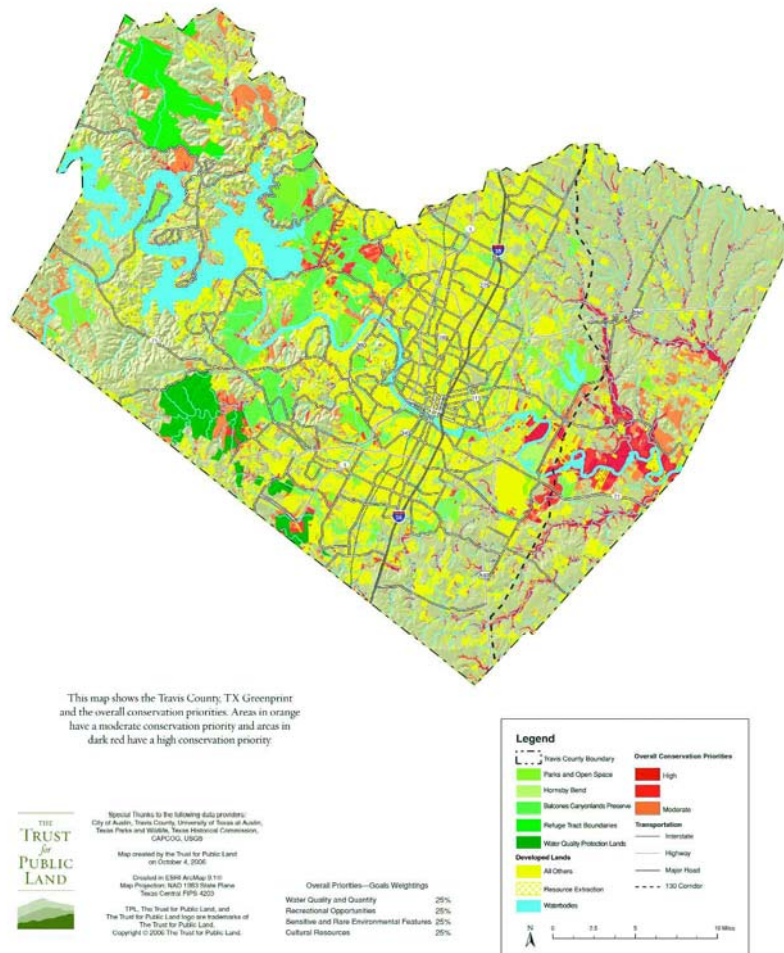 This map shows the Travis County, TX Greenprint
and the overall conservation priorities. Areas in orange
have a moderate conservation priority and areas in
dark red have a high conservation priority
THE
TRUST
for
PUBLIC
LAND
Special Thanks to the following data providers:
City of Austin, Travis County, University of Texas at Austin,
Texas Parks and Wildlife, Texas Historical Commission,
CAPCOG, USGS
Map created by the Trust for Public Land
on October 4, 2006
Created in ESRI ArcMap 9.1®
Map Projection: NAD 1983 State Plane
Texas Central FIPS 4203
TPL, The Trust for Public Land, and
The Trust for Public Land logo are trademarks of
The Trust for Public Land.
Copyright © 2006 The Trust for Public Land.
Overall Priorities—Goals Weightings
Water Quality and Quantity 25%
Recreational Opportunities 25%
Sensitive and Rare Environmental Features 25%
Cultural Resources 25%
Legend
Travis County Boundary
Parks and Open Space
Hornsby Bend
Balcones Canyonlands Preserve
Refuge Tract Boundaries
Water Quality Protection Lands
Developed Lands
All Others
Resource Extraction
Waterbodies
Overall Conservation Priorities
High
Moderate
Transportation
Interstate
Highway
Major Road
130 Corridor
N
0 2.5 5 10 Miles